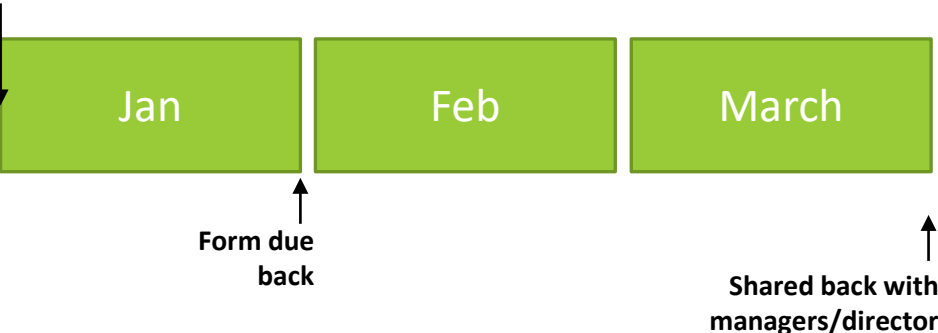 Jan
Feb
March
Form due
back
Shared back with
managers/director